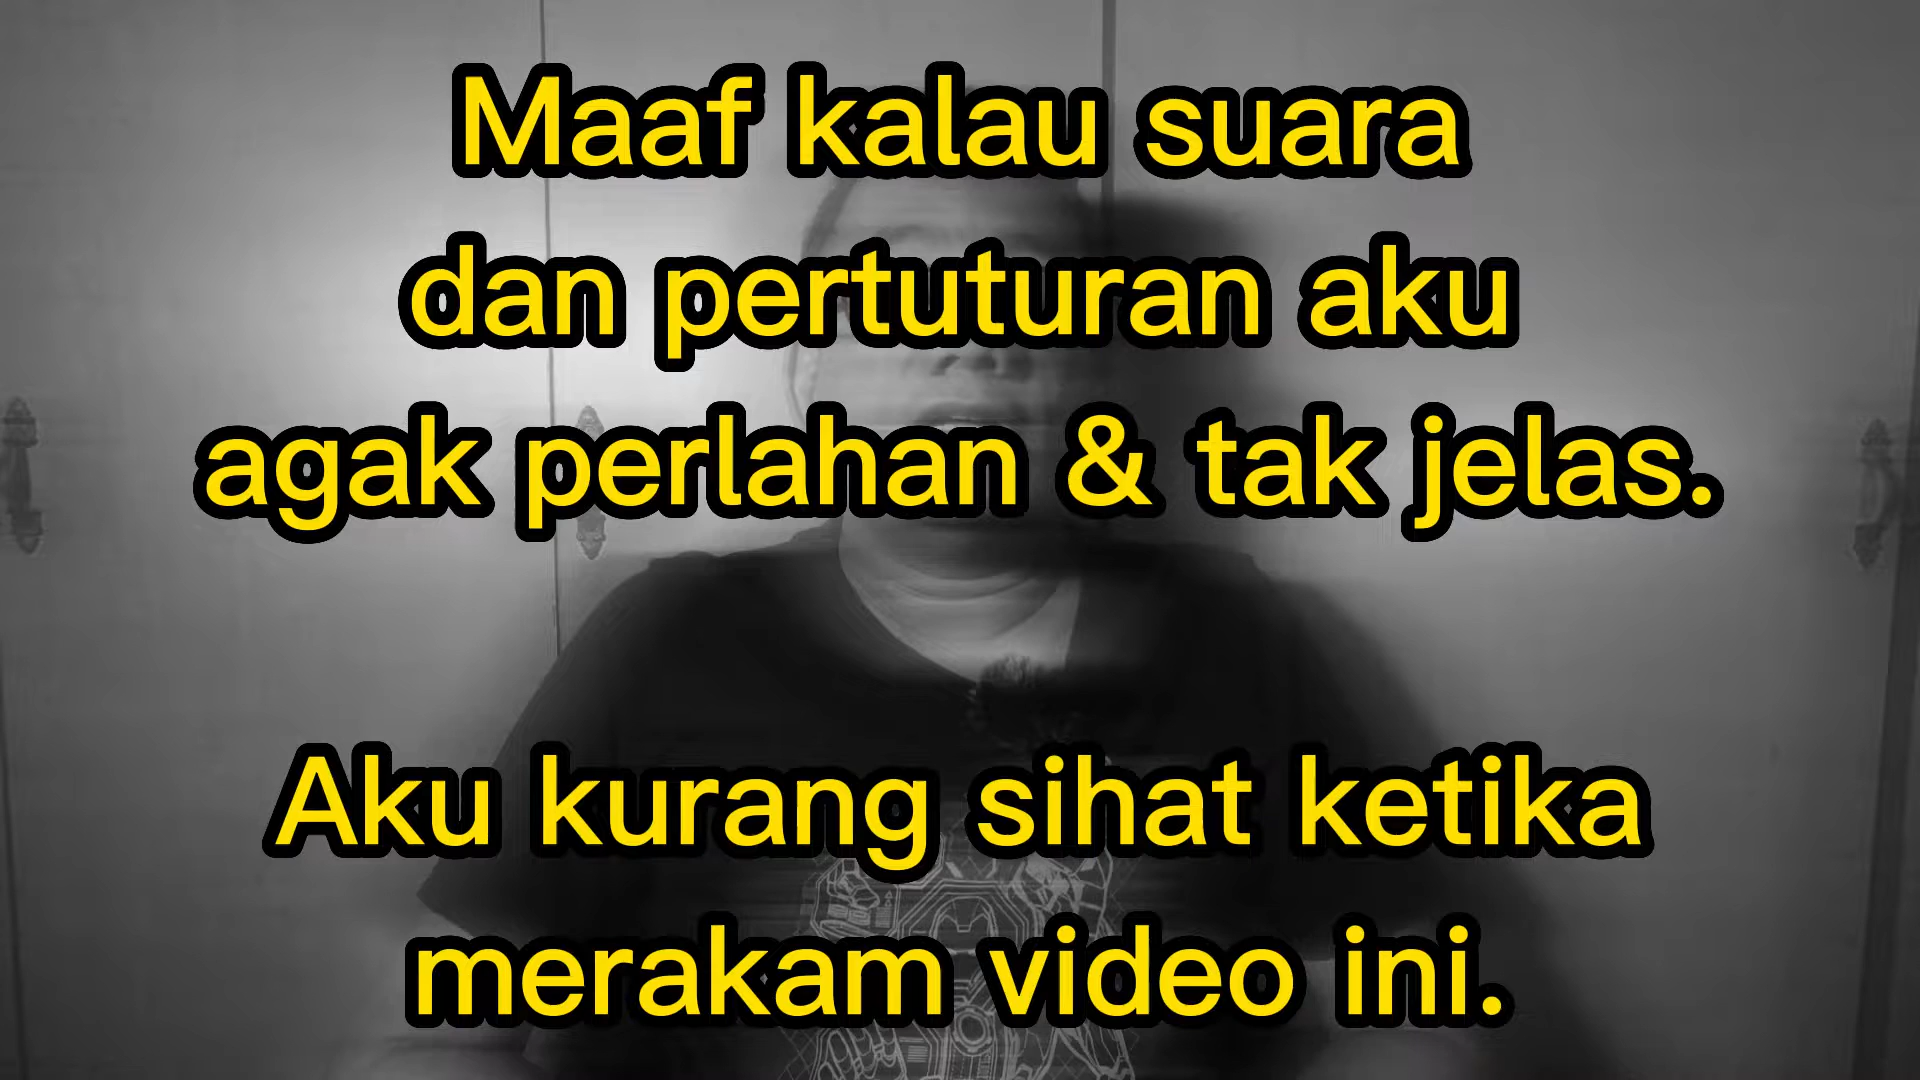 Maaf kalau suara
dan pertuturan aku
agak perlahan & tak jelas.
Aku kurang sihat ketika
merakam video ini.